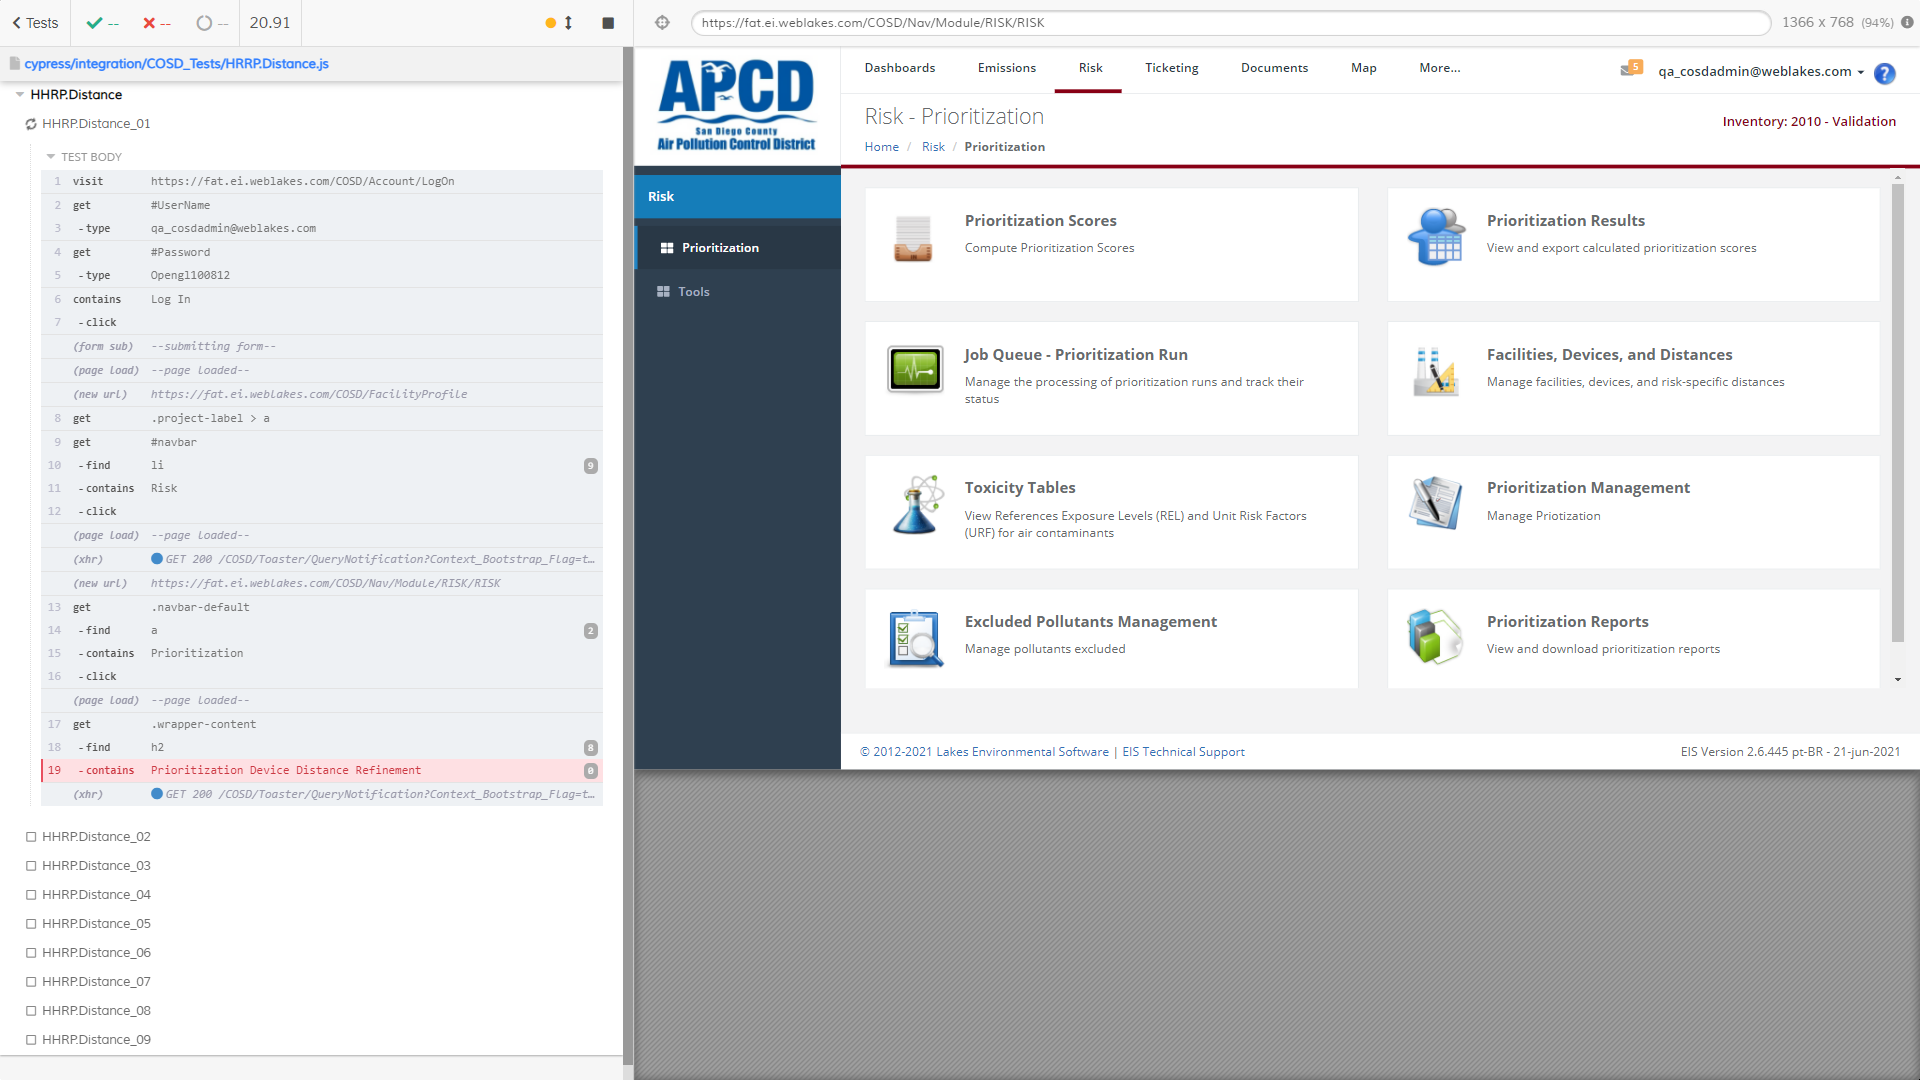 Tests
--
--
--
20.91
https://fat.ei.weblakes.com/COSD/Nav/Module/RISK/RISK
1366 x 768 (94%)
cypress/integration/COSD_Tests/HRRP.Distance.js
HHRP.Distance
HHRP.Distance_01
TEST BODY
1 visit https://fat.ei.weblakes.com/COSD/Account/LogOn
2 get #UserName
3 -type qa_cosdadmin@weblakes.com
4 get #Password
5 -type Opengl100812
6 contains Log In
7 -click
(form sub) --submitting form--
(page load) --page loaded--
(new url) https://fat.ei.weblakes.com/COSD/FacilityProfile
8 get .project-label > a
9 get #navbar
10 -find li 9
11 -contains Risk
12 -click
(page load) --page loaded--
(xhr) GET 200 /COSD/Toaster/QueryNotification?Context_Bootstrap_Flag=t…
(new url) https://fat.ei.weblakes.com/COSD/Nav/Module/RISK/RISK
13 get .navbar-default
14 -find a 2
15 -contains Prioritization
16 -click
(page load) --page loaded--
17 get .wrapper-content
18 -find h2 8
19 -contains Prioritization Device Distance Refinement 0
(xhr) GET 200 /COSD/Toaster/QueryNotification?Context_Bootstrap_Flag=t…
HHRP.Distance_02
HHRP.Distance_03
HHRP.Distance_04
HHRP.Distance_05
HHRP.Distance_06
HHRP.Distance_07
HHRP.Distance_08
HHRP.Distance_09
APCD
San Diego County
Air Pollution Control District
Dashboards Emissions Risk Ticketing Documents Map More...
5 qa_cosdadmin@weblakes.com ?
Risk - Prioritization
Inventory: 2010 - Validation
Home / Risk / Prioritization
Risk
Prioritization
Tools
Prioritization Scores
Compute Prioritization Scores
Prioritization Results
View and export calculated prioritization scores
Job Queue - Prioritization Run
Manage the processing of prioritization runs and track their
status
Facilities, Devices, and Distances
Manage facilities, devices, and risk-specific distances
Toxicity Tables
View References Exposure Levels (REL) and Unit Risk Factors
(URF) for air contaminants
Prioritization Management
Manage Priotization
Excluded Pollutants Management
Manage pollutants excluded
Prioritization Reports
View and download prioritization reports
© 2012-2021 Lakes Environmental Software | EIS Technical Support
EIS Version 2.6.445 pt-BR - 21-jun-2021